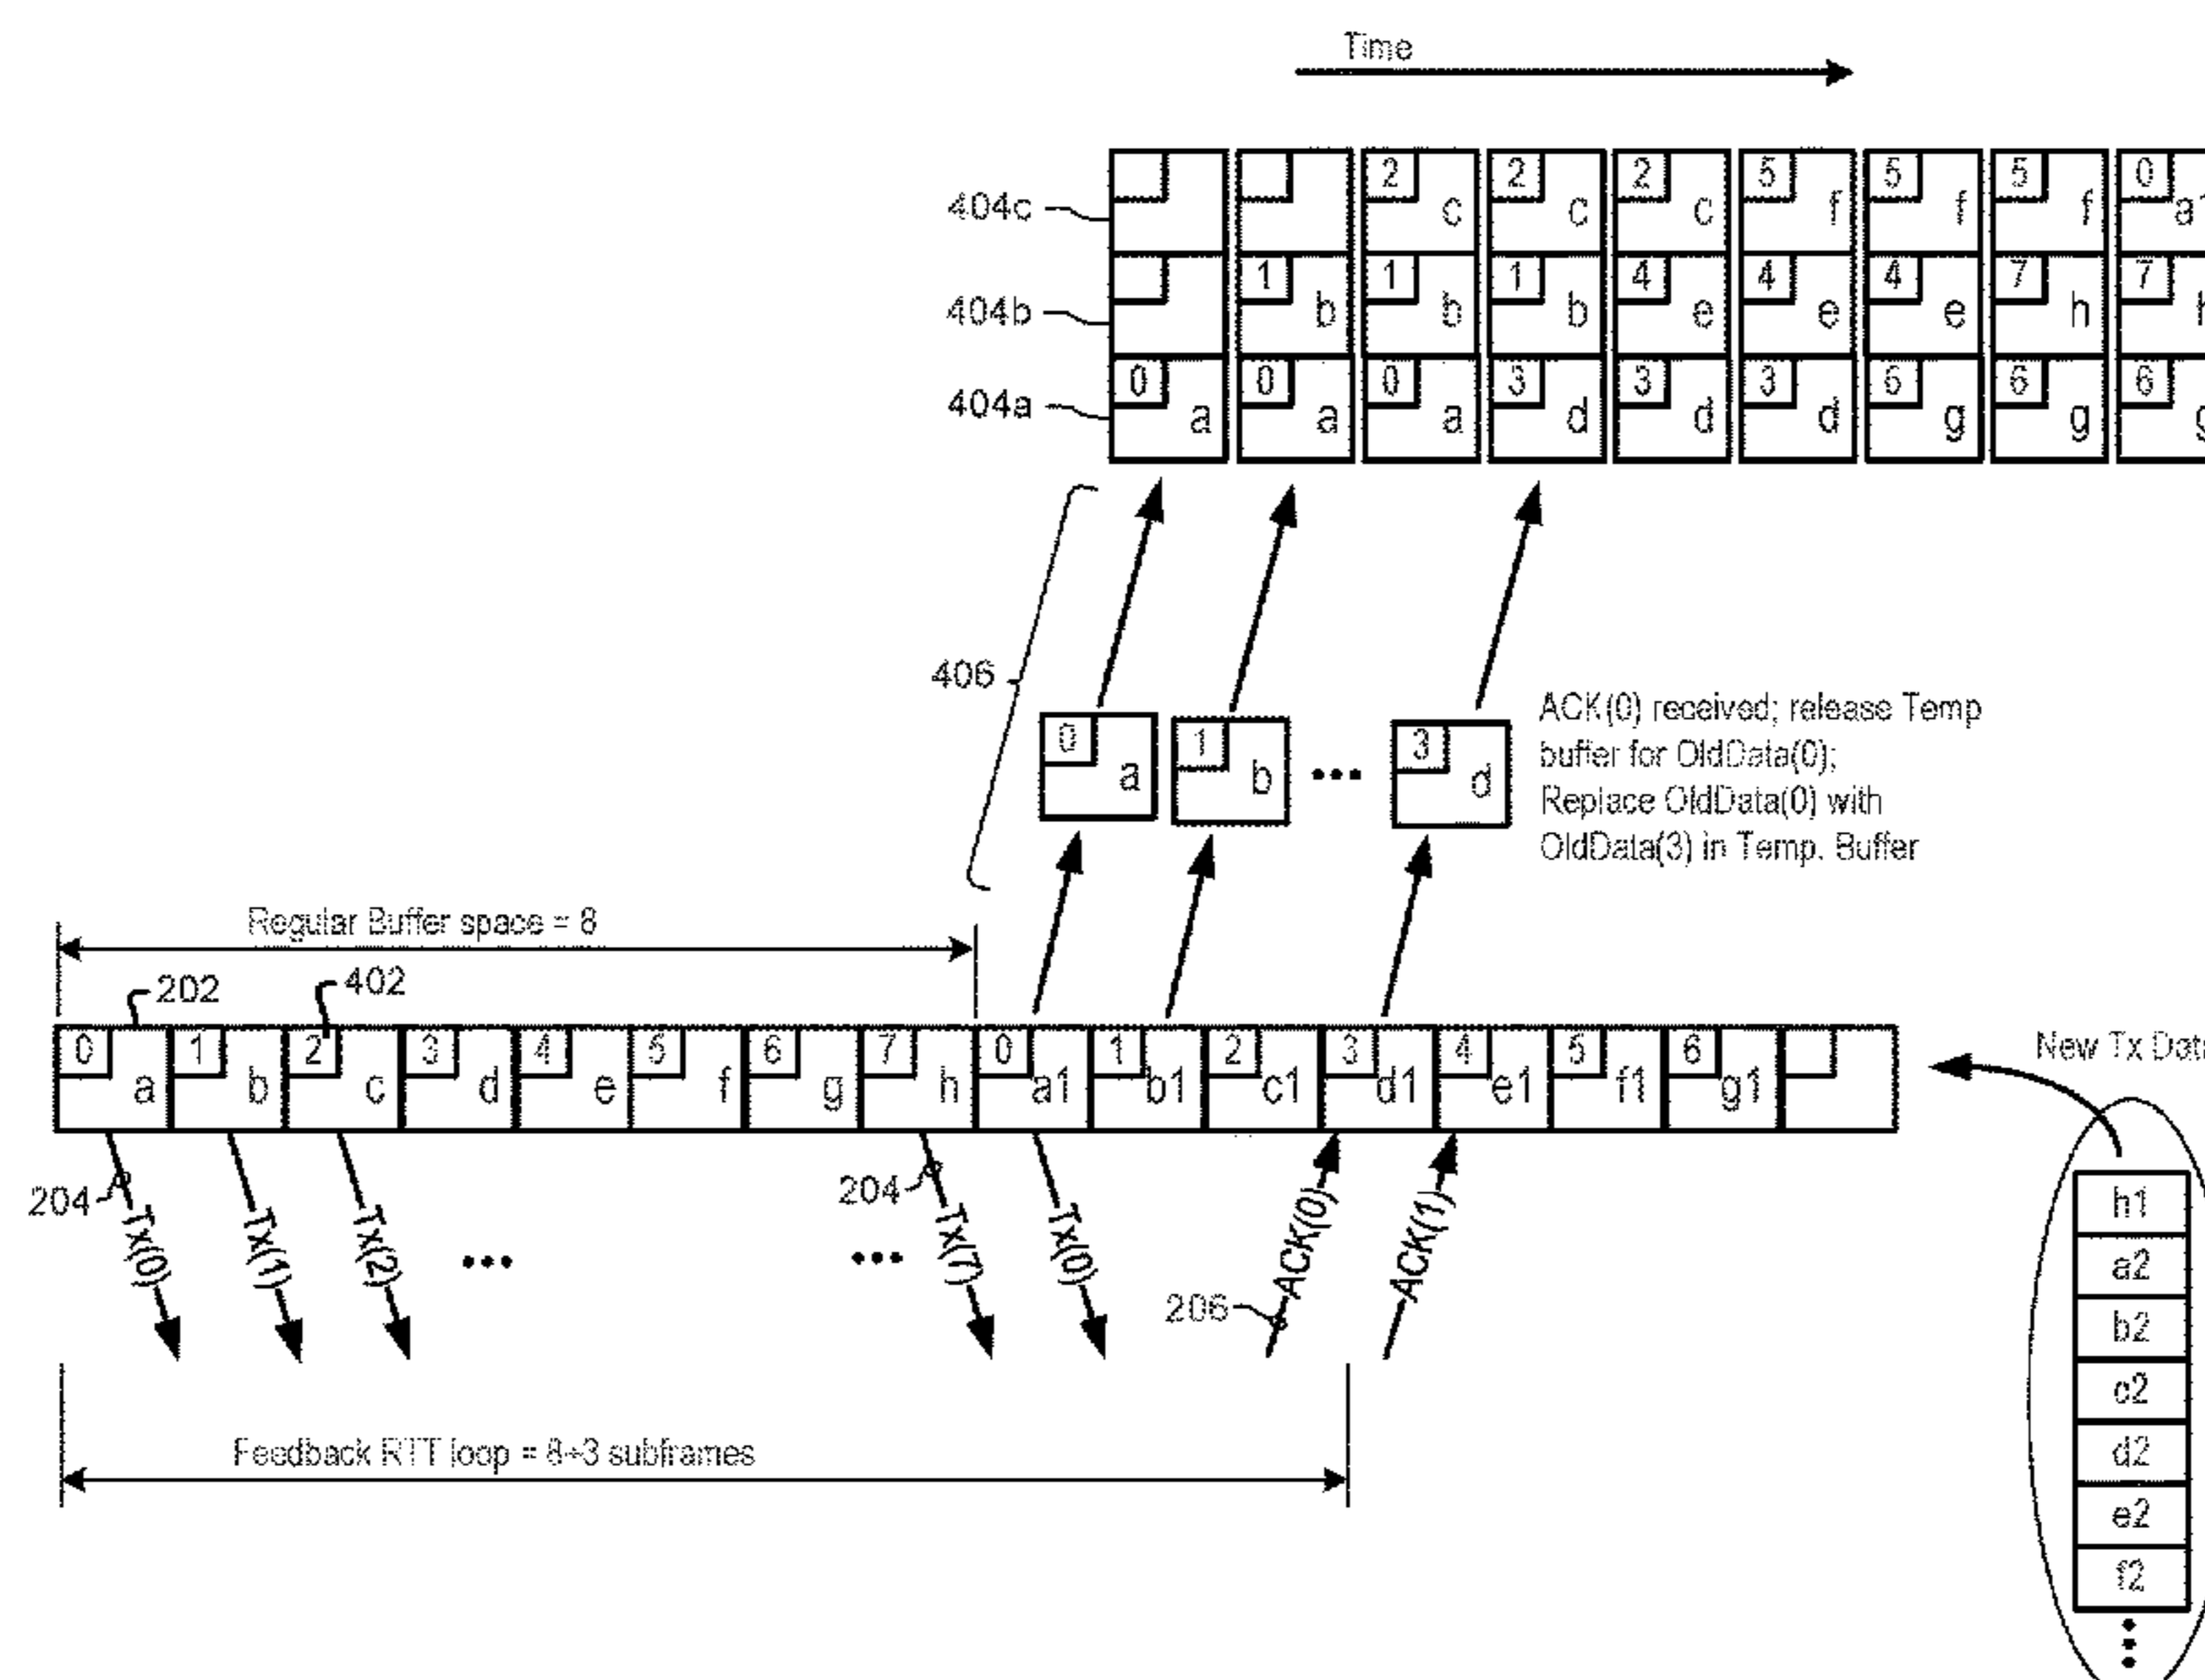 Time
404c
2 2 2 5 5 5 0
c c c f f f a1
404b
1 1 1 4 4 4 7 7
b b b e e e h h
404a
0 0 0 3 3 3 6 6 6
a a a d d d g g g
406
0 1 3
a b ••• d
ACK(0) received; release Temp
buffer for OldData(0);
Replace OldData(0) with
OldData(3) in Temp. Buffer
Regular Buffer space = 8
202
402
0 1 2 3 4 5 6 7 0 1 2 3 4 5 6
a b c d e f g h a1 b1 c1 d1 e1 f1 g1
New Tx Data
204
Tx(0)
Tx(1)
Tx(2)
•••
•••
204
Tx(7)
Tx(0)
206
ACK(0)
ACK(1)
h1
a2
b2
c2
d2
e2
f2
Feedback RTT loop = 8+3 subframes